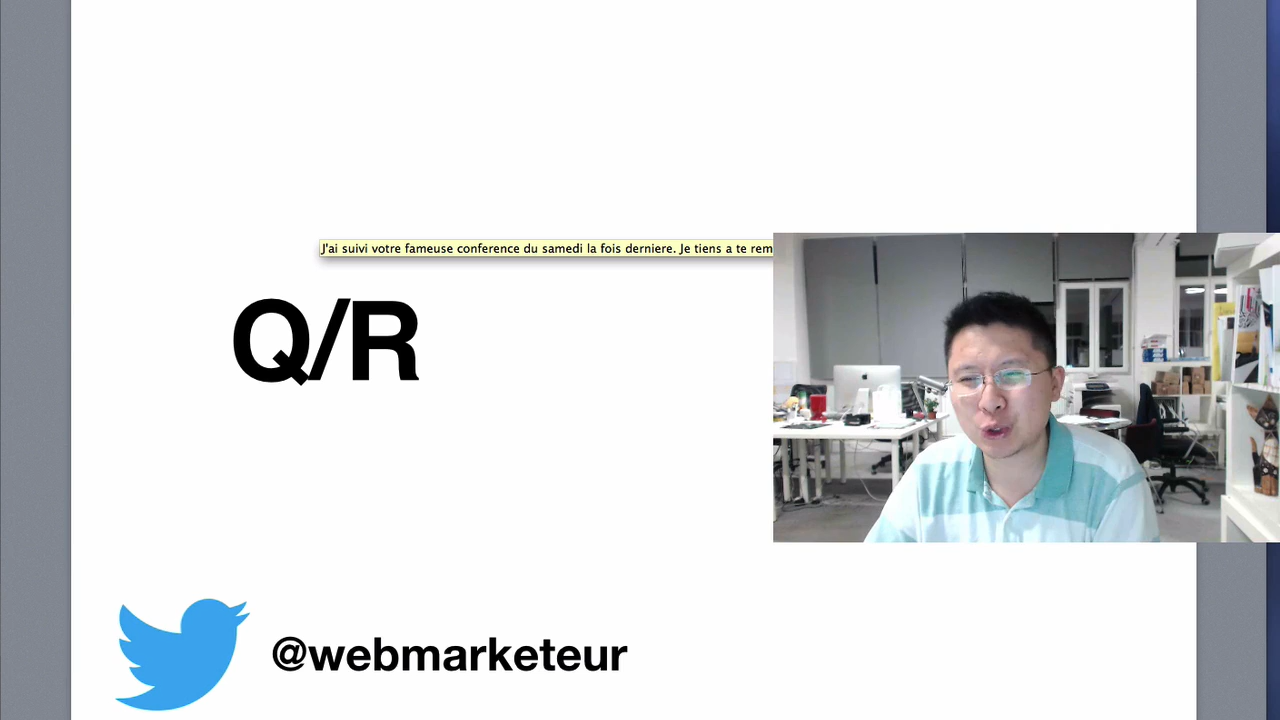 J'ai suivi votre fameuse conference du samedi la fois derniere. Je tiens a te rem
Q/R
@webmarketeur